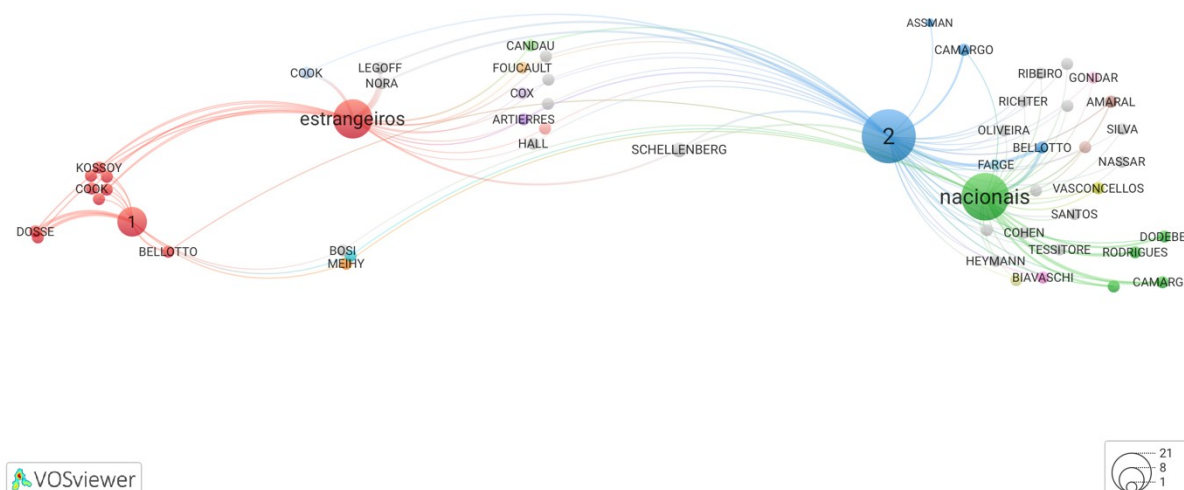 ASSMAN
CAMARGO
CANDAU
COOK
LEGOFF
FOUCAULT
NORA
RIBEIRO
GONDAR
COX
RICHTER
AMARAL
estrangeiros
ARTIERRES
OLIVEIRA
SILVA
HALL
2
BELLOTTO
SCHELLENBERG
FARGE
NASSAR
KOSSOY
COOK
VASCONCELLOS
nacionais
SANTOS
1
DOSSE
COHEN
DODEBE
BELLOTTO
BOSI
TESSITORE
RODRIGUES
MEIHY
HEYMANN
BIAVASCHI
CAMARG
VOSviewer
21
8
1